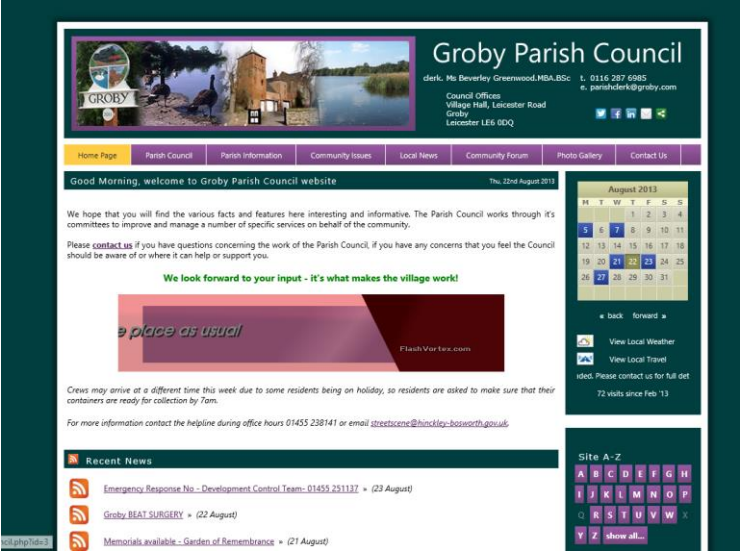 GROBY
Groby Parish Council
clerk. Ms Beverley Greenwood.MBA.BSc
t. 0116 287 6985
e. parishclerk@groby.com
Council Offices
Village Hall, Leicester Road
Groby
Leicester LE6 0DQ
Home Page
Parish Council
Parish Information
Community Issues
Local News
Community Forum
Photo Gallery
Contact Us
Good Morning, welcome to Groby Parish Council website
Thu, 22nd August 2013
We hope that you will find the various facts and features here interesting and informative. The Parish Council works through it's
committees to improve and manage a number of specific services on behalf of the community.
Please contact us if you have questions concerning the work of the Parish Council, if you have any concerns that you feel the Council
should be aware of or where it can help or support you.
We look forward to your input - it's what makes the village work!
e place as usual
FlashVortex.com
Crews may arrive at a different time this week due to some residents being on holiday, so residents are asked to make sure that their
containers are ready for collection by 7am.
For more information contact the helpline during office hours 01455 238141 or email streetscene@hinckley-bosworth.gov.uk.
Recent News
Emergency Response No - Development Control Team- 01455 251137 » (23 August)
Groby BEAT SURGERY » (22 August)
Memorials available - Garden of Remembrance » (21 August)
ncil.php?id=3
August 2013
M T W T F S S
1 2 3 4
5 6 7 8 9 10 11
12 13 14 15 16 17 18
19 20 21 22 23 24 25
26 27 28 29 30 31
« back forward »
View Local Weather
View Local Travel
ided. Please contact us for full det
72 visits since Feb '13
Site A-Z
A B C D E F G H
I J K L M N O P
Q R S T U V W X
Y Z show all...